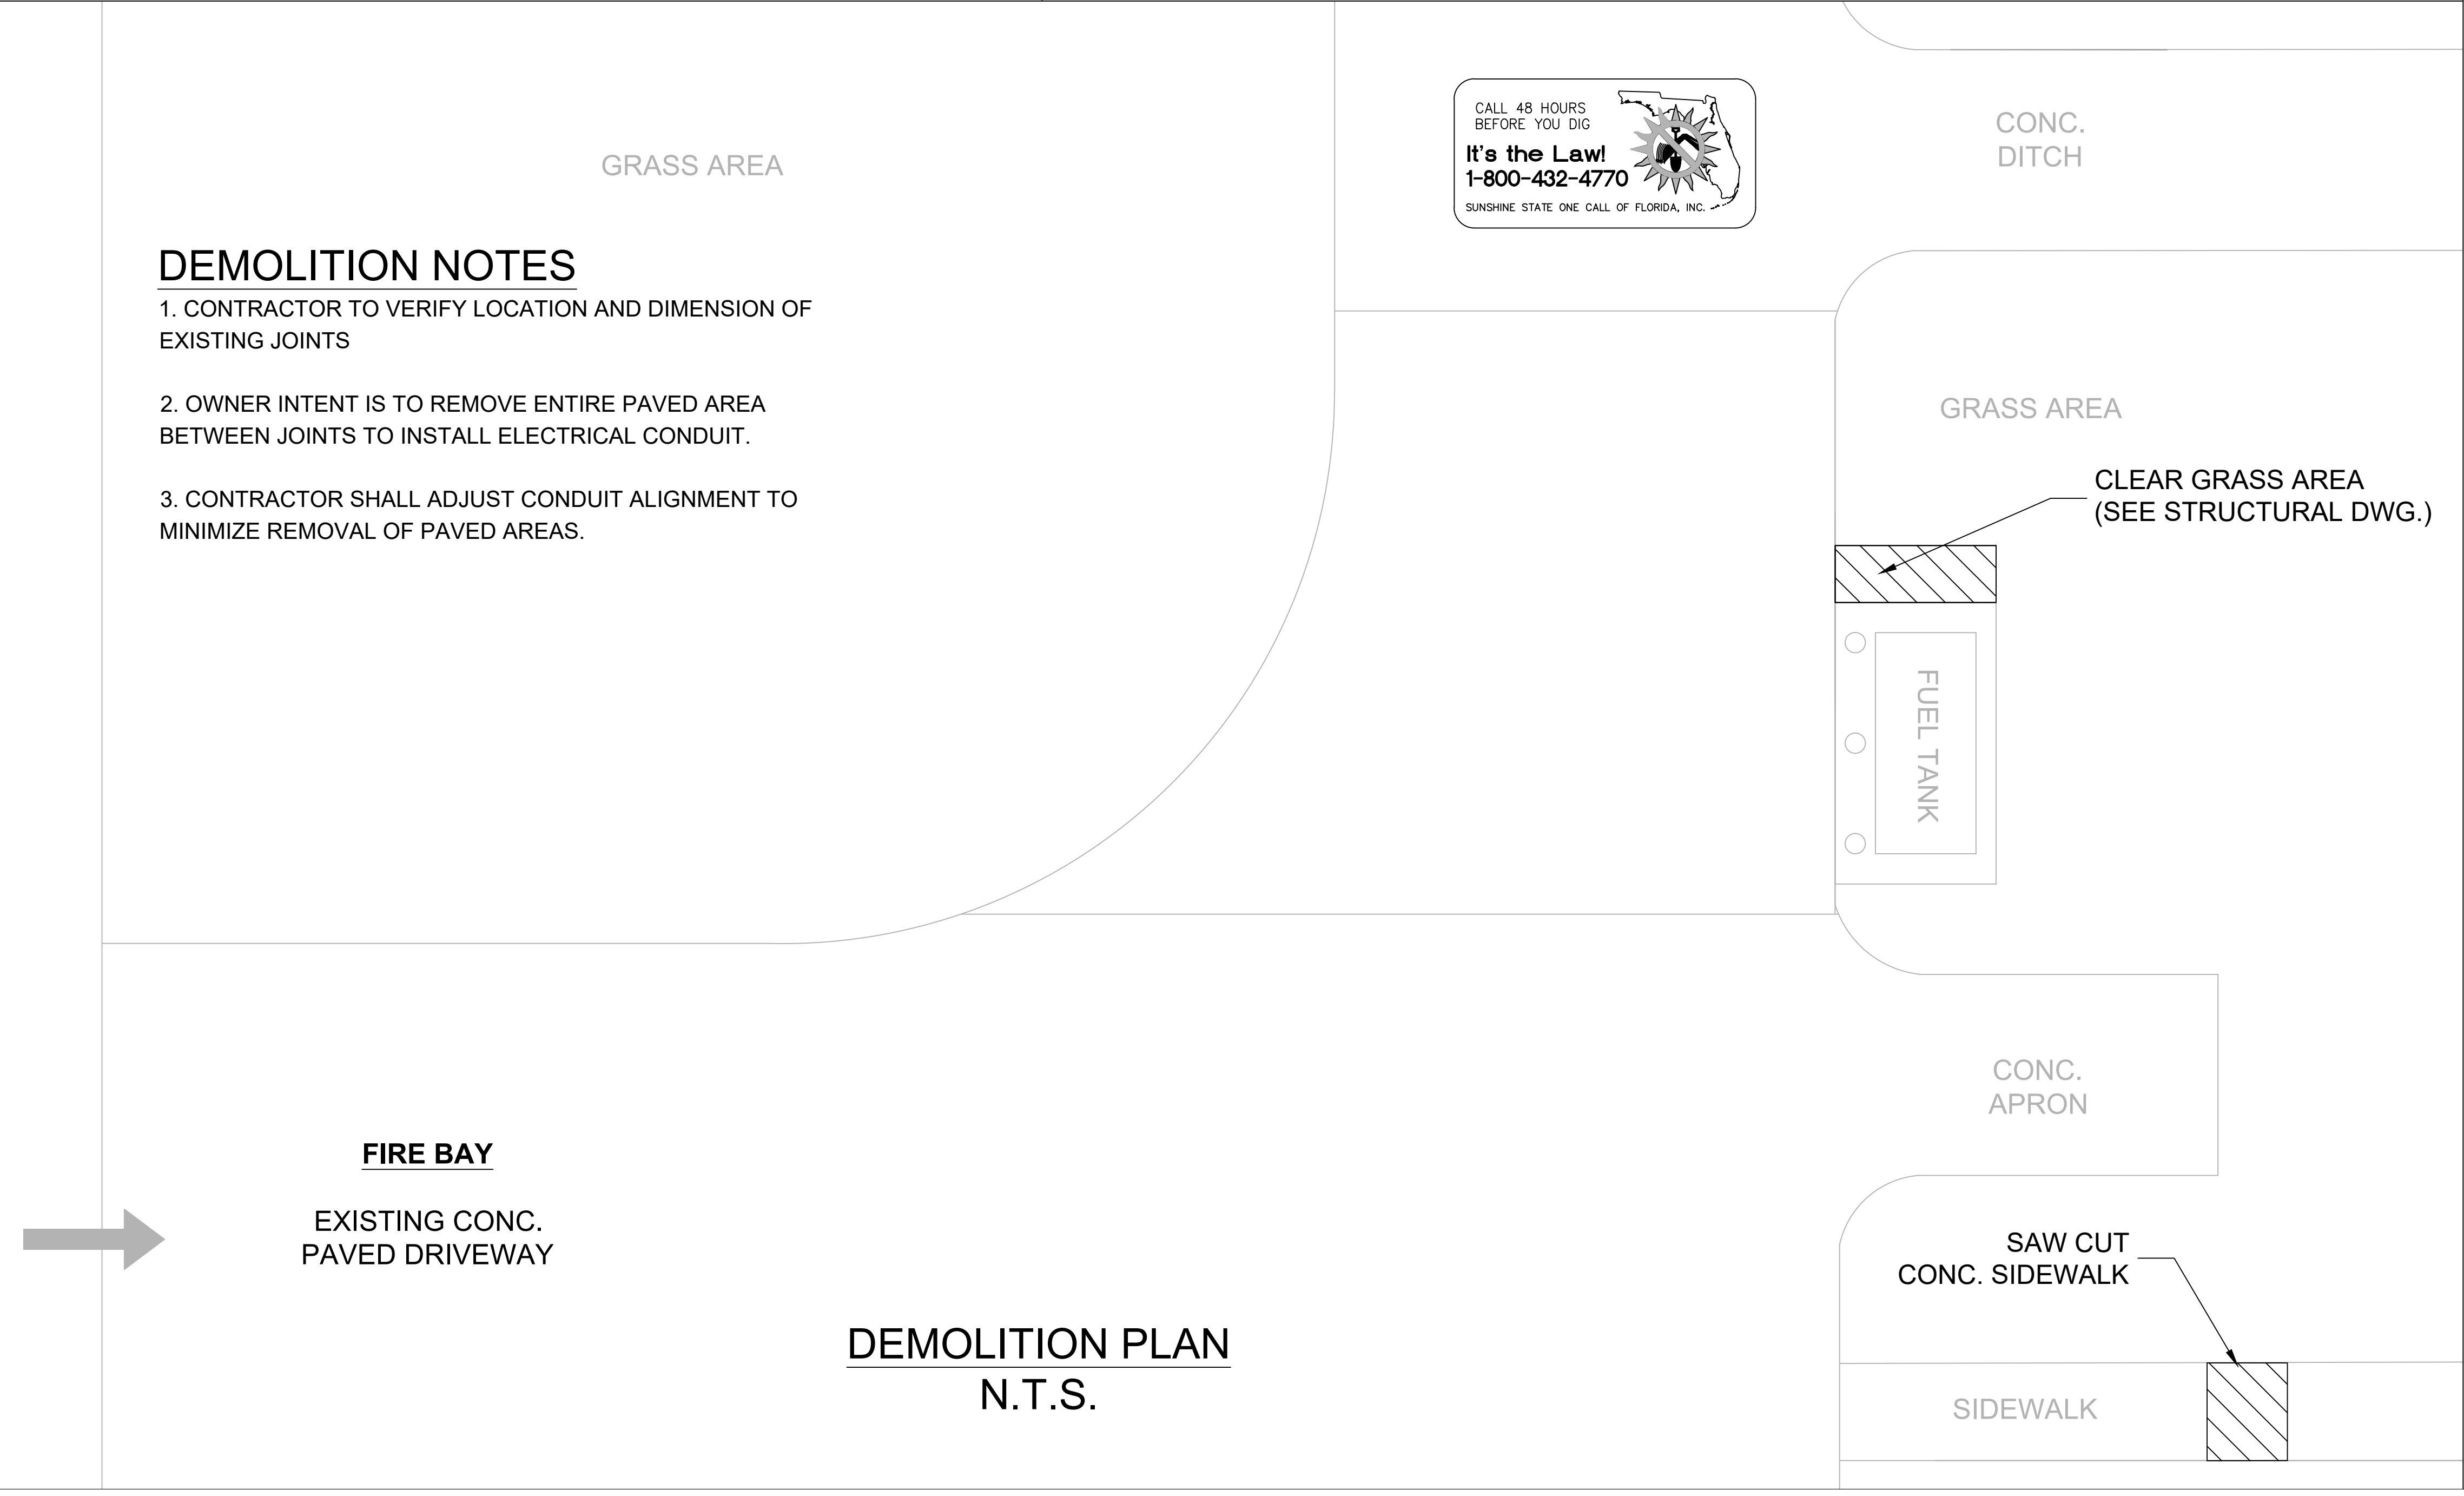 CALL 48 HOURS
BEFORE YOU DIG
It's the Law!
1-800-432-4770
SUNSHINE STATE ONE CALL OF FLORIDA, INC.
CONC.
DITCH
GRASS AREA
DEMOLITION NOTES
1. CONTRACTOR TO VERIFY LOCATION AND DIMENSION OF
EXISTING JOINTS
2. OWNER INTENT IS TO REMOVE ENTIRE PAVED AREA
BETWEEN JOINTS TO INSTALL ELECTRICAL CONDUIT.
3. CONTRACTOR SHALL ADJUST CONDUIT ALIGNMENT TO
MINIMIZE REMOVAL OF PAVED AREAS.
GRASS AREA
CLEAR GRASS AREA
(SEE STRUCTURAL DWG.)
FUEL TANK
CONC.
APRON
FIRE BAY
EXISTING CONC.
PAVED DRIVEWAY
SAW CUT
CONC. SIDEWALK
DEMOLITION PLAN
N.T.S.
SIDEWALK